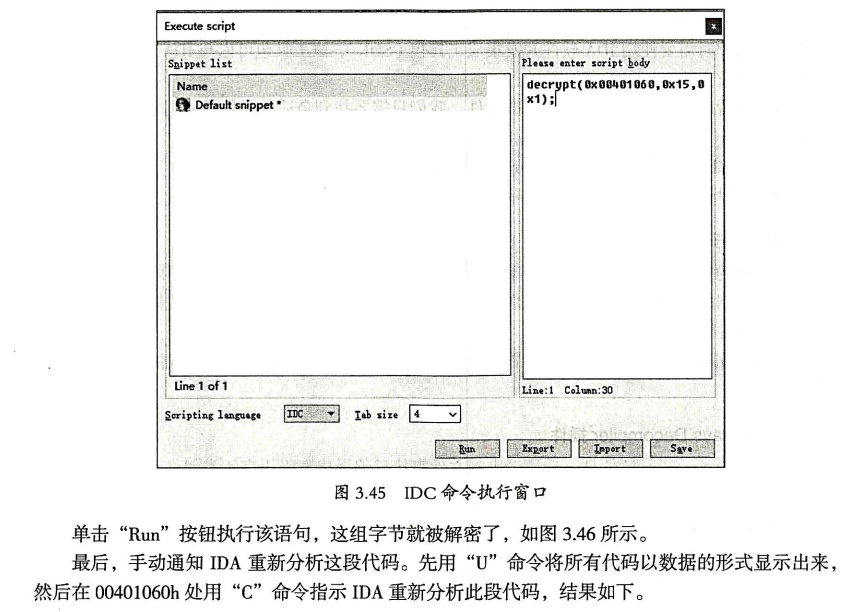 Execute script
Snippet list
Name
Default snippet *
Line 1 of 1
Please enter script body
decrypt(0x00401060,0x15,0
x1);
Line:1 Column:30
Scripting language IDC Tab size 4
Run Export Import Save
图 3.45 IDC 命令执行窗口
单击“Run”按钮执行该语句，这组字节就被解密了，如图 3.46 所示。
最后，手动通知 IDA 重新分析这段代码。先用“U”命令将所有代码以数据的形式显示出来，
然后在 00401060h 处用“C”命令指示 IDA 重新分析此段代码，结果如下。